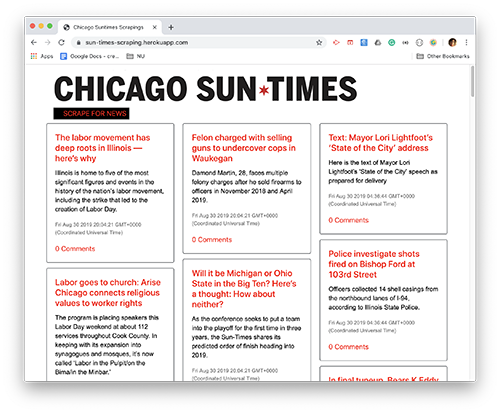 Chicago Suntimes Scrapings
sun-times-scraping.herokuapp.com
Apps
Google Docs - crea...
NU
Other Bookmarks
CHICAGO SUN TIMES
SCRAPE FOR NEWS
The labor movement has
deep roots in Illinois —
here's why
Illinois is home to five of the most
significant figures and events in the
history of the nation's labor movement,
including the strike that led to the
creation of Labor Day.
Fri Aug 30 2019 20:04:21 GMT+0000
(Coordinated Universal Time)
0 Comments
Labor goes to church: Arise
Chicago connects religious
values to worker rights
The program is placing speakers this
Labor Day weekend at about 112
services throughout Cook County. In
keeping with its expansion into
synagogues and mosques, it's now
called 'Labor in the Pulpit/on the
Bima/in the Minbar.'
Felon charged with selling
guns to undercover cops in
Waukegan
Damond Martin, 28, faces multiple
felony charges after he sold firearms to
officers in November 2018 and April
2019.
Fri Aug 30 2019 20:04:21 GMT+0000
(Coordinated Universal Time)
0 Comments
Will it be Michigan or Ohio
State in the Big Ten? Here's
a thought: How about
neither?
As the conference seeks to put a team
into the playoff for the first time in three
years, the Sun-Times shares its
predicted order of finish heading into
2019.
Fri Aug 30 2019 04:36:44 GMT+0000
(Coordinated Universal Time)
Text: Mayor Lori Lightfoot's
'State of the City' address
Here is the text of Mayor Lori
Lightfoot's 'State of the City' speech as
prepared for delivery
Fri Aug 30 2019 04:36:44 GMT+0000
(Coordinated Universal Time)
0 Comments
Police investigate shots
fired on Bishop Ford at
103rd Street
Officers collected 14 shell casings from
the northbound lanes of I-94,
according to Illinois State Police.
Fri Aug 30 2019 04:36:44 GMT+0000
(Coordinated Universal Time)
0 Comments
In final tuneup, Bears K Eddy